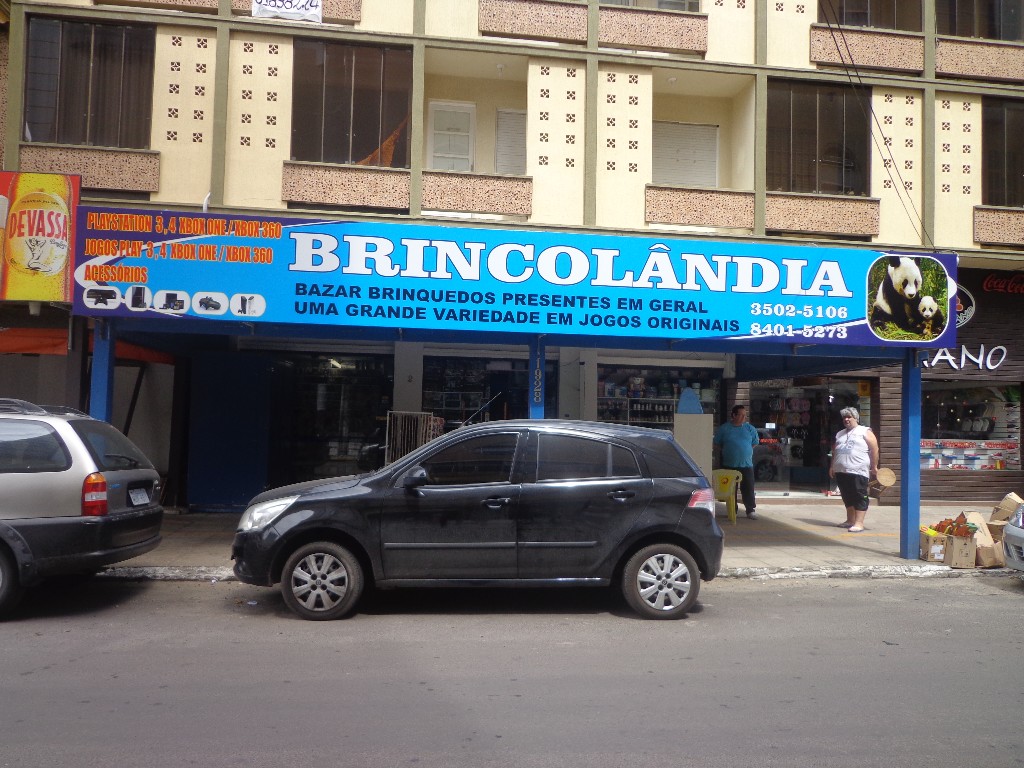 DEVASSA
PLAYSTATION 3,4 XBOX ONE/XBOX 360
JOGOS PLAY 3,4 XBOX ONE/XBOX 360
ACESSÓRIOS
BRINCOLÂNDIA
BAZAR BRINQUEDOS PRESENTES EM GERAL
UMA GRANDE VARIEDADE EM JOGOS ORIGINAIS
3502-5106
8401-5273
Coca-Cola
RANO